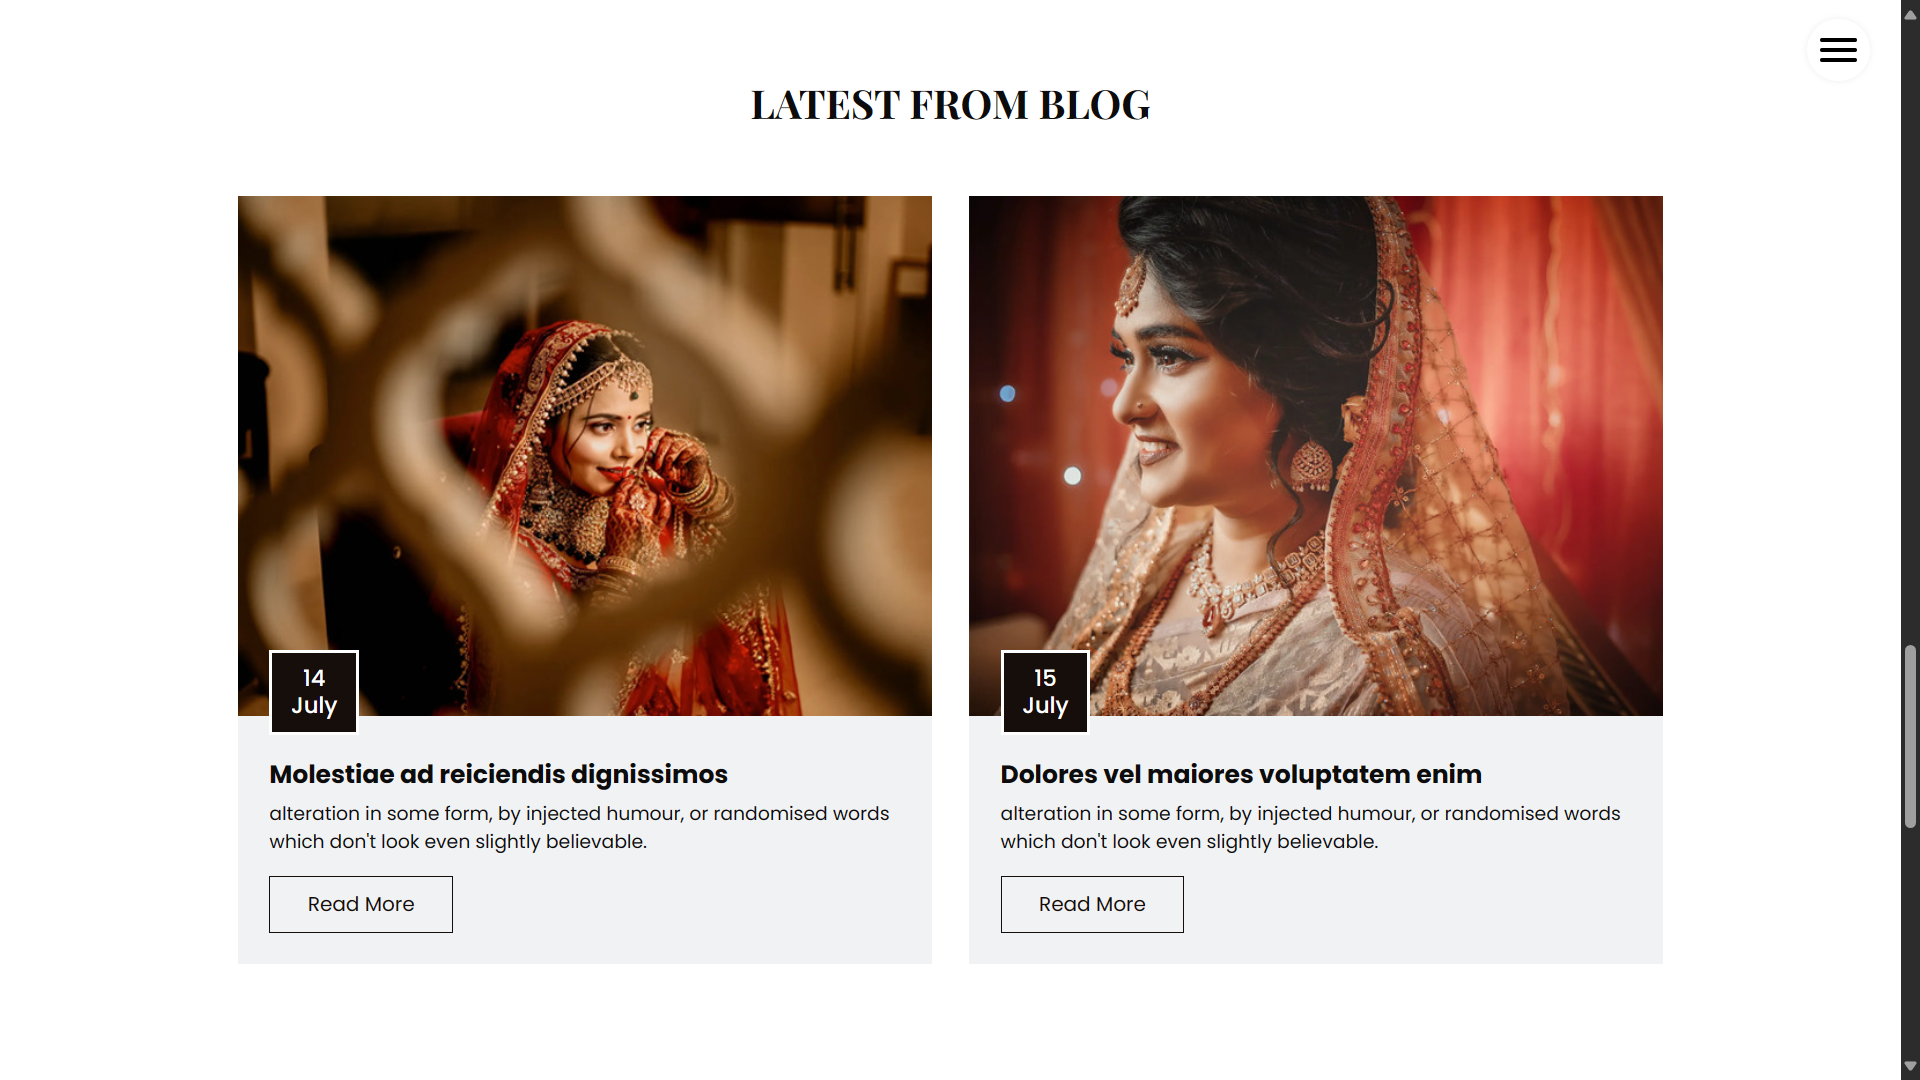 LATEST FROM BLOG
14
July
Molestiae ad reiciendis dignissimos
alteration in some form, by injected humour, or randomised words
which don't look even slightly believable.
Read More
15
July
Dolores vel maiores voluptatem enim
alteration in some form, by injected humour, or randomised words
which don't look even slightly believable.
Read More